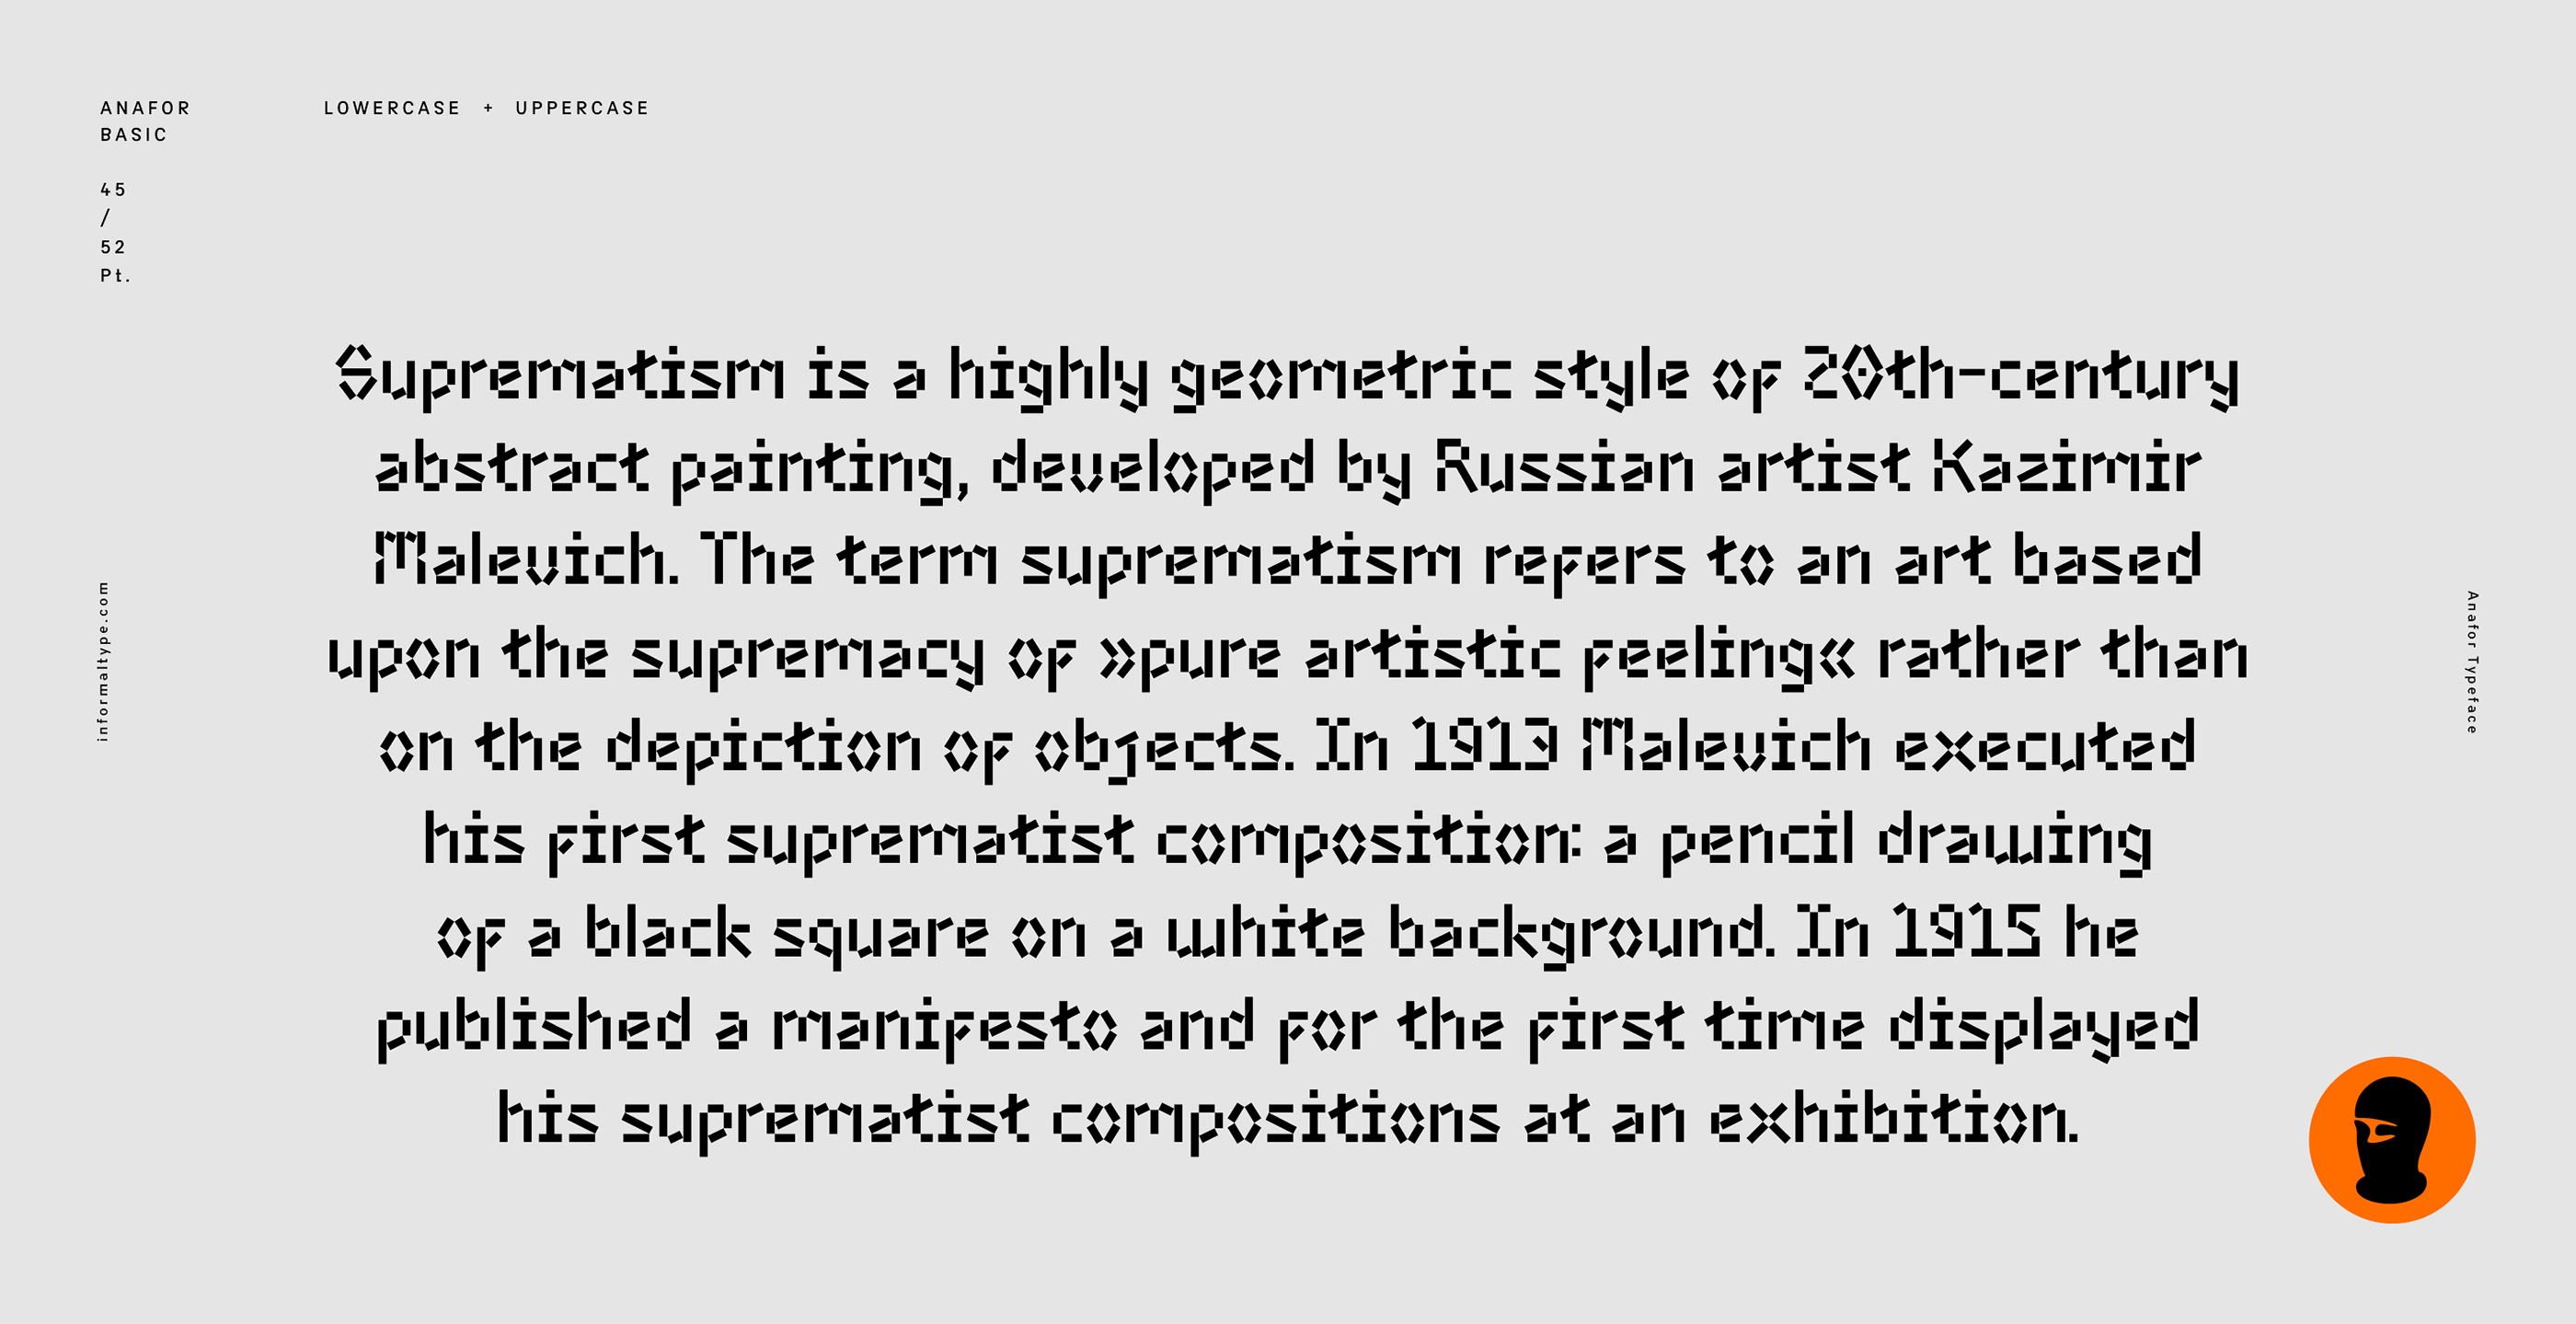 ANAFOR
BASIC
LOWERCASE + UPPERCASE
45
/
52
Pt.
Suprematism is a highly geometric style of 20th-century
abstract painting, developed by Russian artist Kazimir
Malevich. The term suprematism refers to an art based
upon the supremacy of »pure artistic feeling« rather than
on the depiction of objects. In 1913 Malevich executed
his first suprematist composition: a pencil drawing
of a black square on a white background. In 1915 he
published a manifesto and for the first time displayed
his suprematist compositions at an exhibition.
informaltype.com
Anafor Typeface